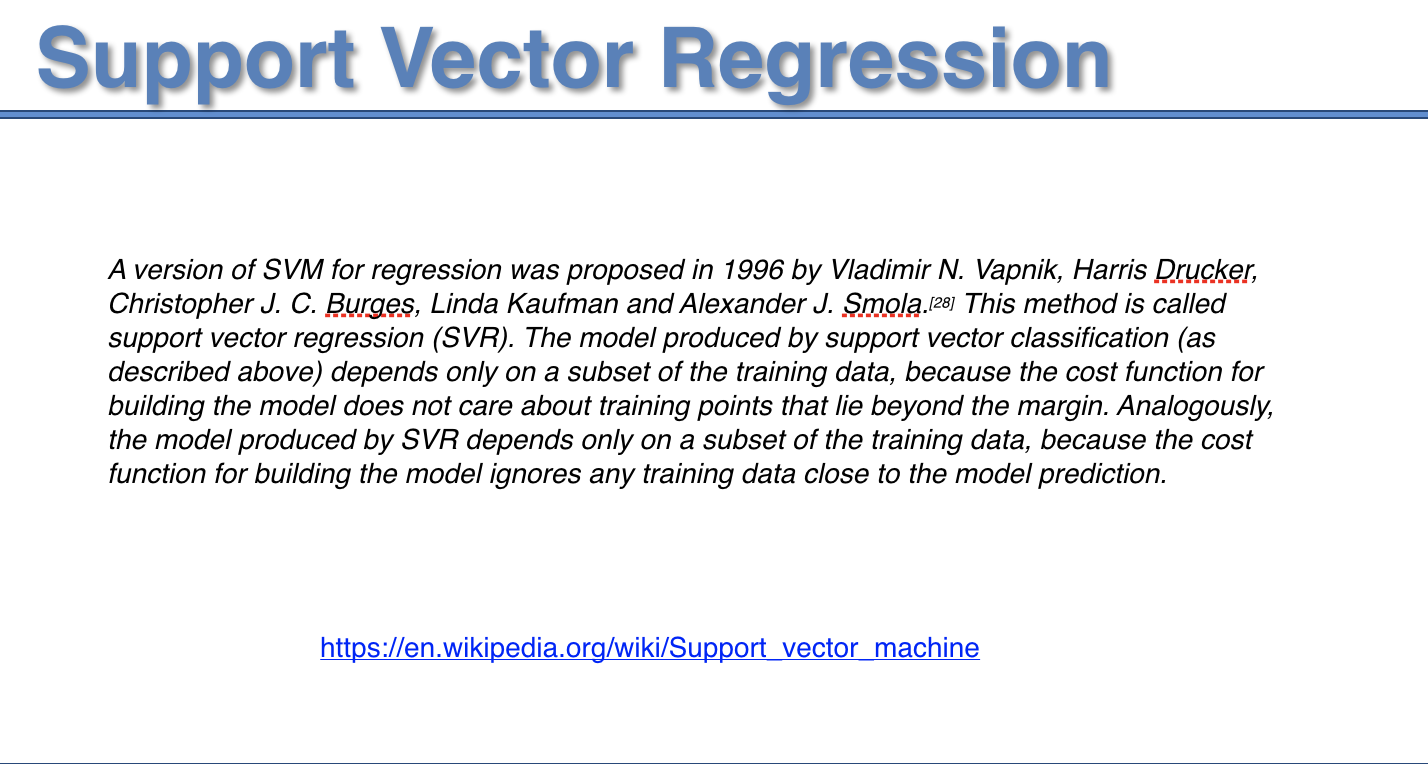 Support Vector Regression
A version of SVM for regression was proposed in 1996 by Vladimir N. Vapnik, Harris Drucker,
Christopher J. C. Burges, Linda Kaufman and Alexander J. Smola.[28] This method is called
support vector regression (SVR). The model produced by support vector classification (as
described above) depends only on a subset of the training data, because the cost function for
building the model does not care about training points that lie beyond the margin. Analogously,
the model produced by SVR depends only on a subset of the training data, because the cost
function for building the model ignores any training data close to the model prediction.
https://en.wikipedia.org/wiki/Support_vector_machine